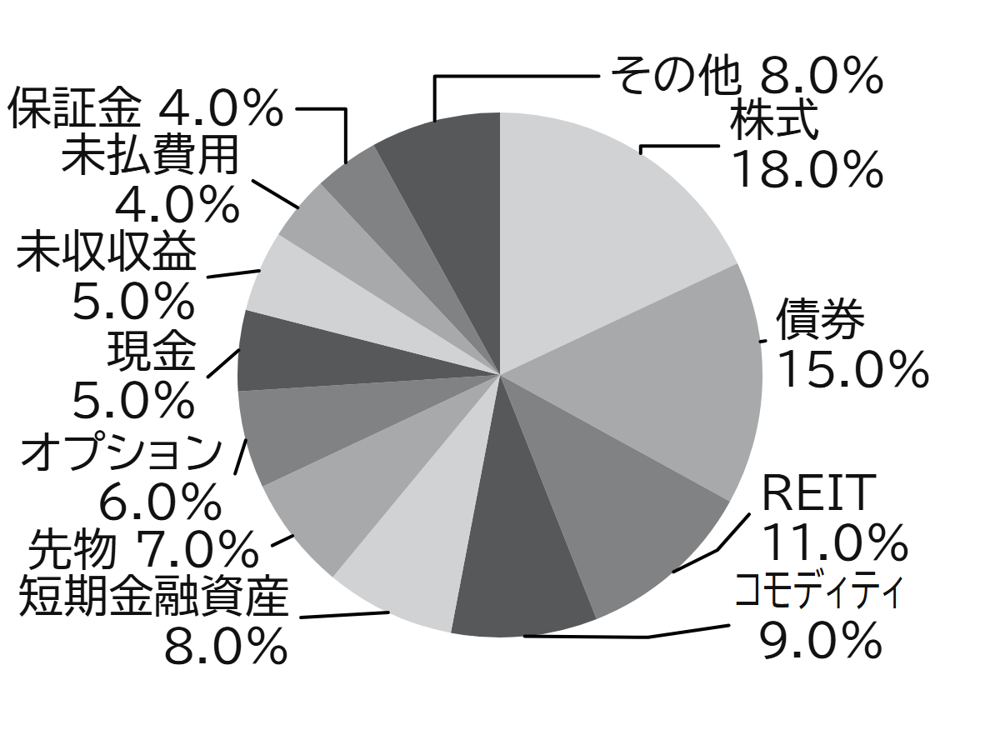 その他 8.0%
株式
18.0%
債券
15.0%
REIT
11.0%
コモディティ
9.0%
短期金融資産
8.0%
先物 7.0%
オプション
6.0%
現金
5.0%
未収収益
5.0%
未払費用
4.0%
保証金 4.0%